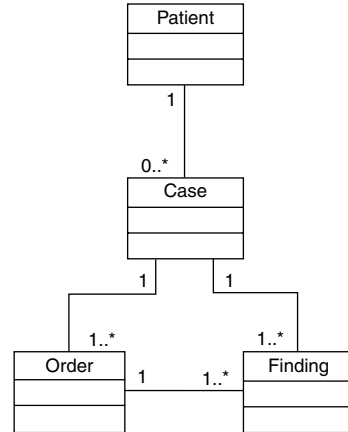 Patient
1
0..*
Case
1 1
1..* 1..*
Order 1 1..* Finding